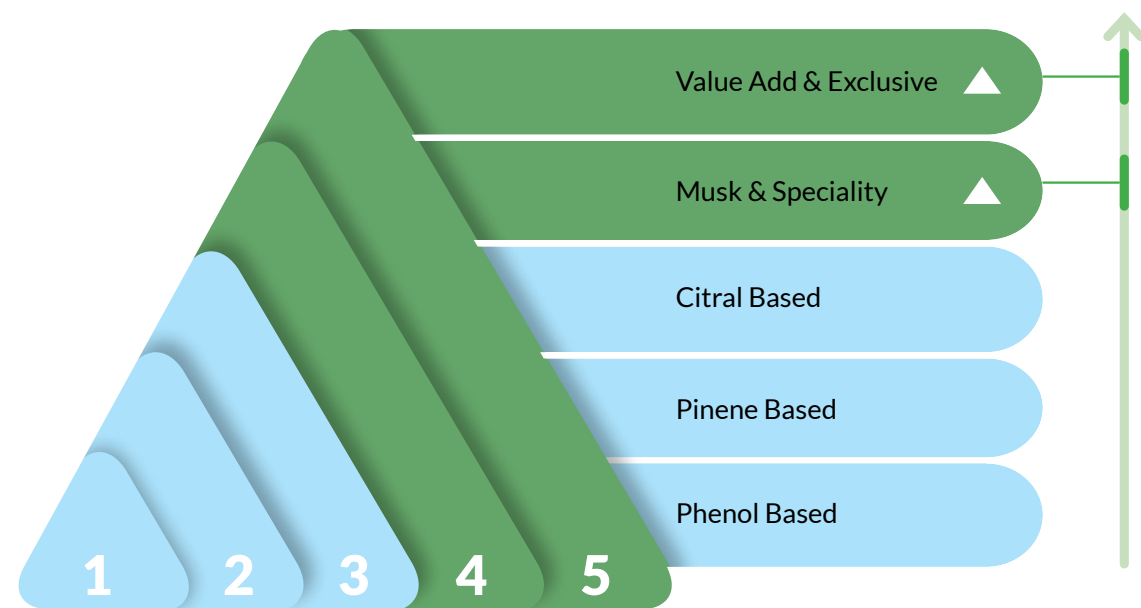 Value Add & Exclusive
Musk & Speciality
Citral Based
Pinene Based
Phenol Based
1 2 3 4 5